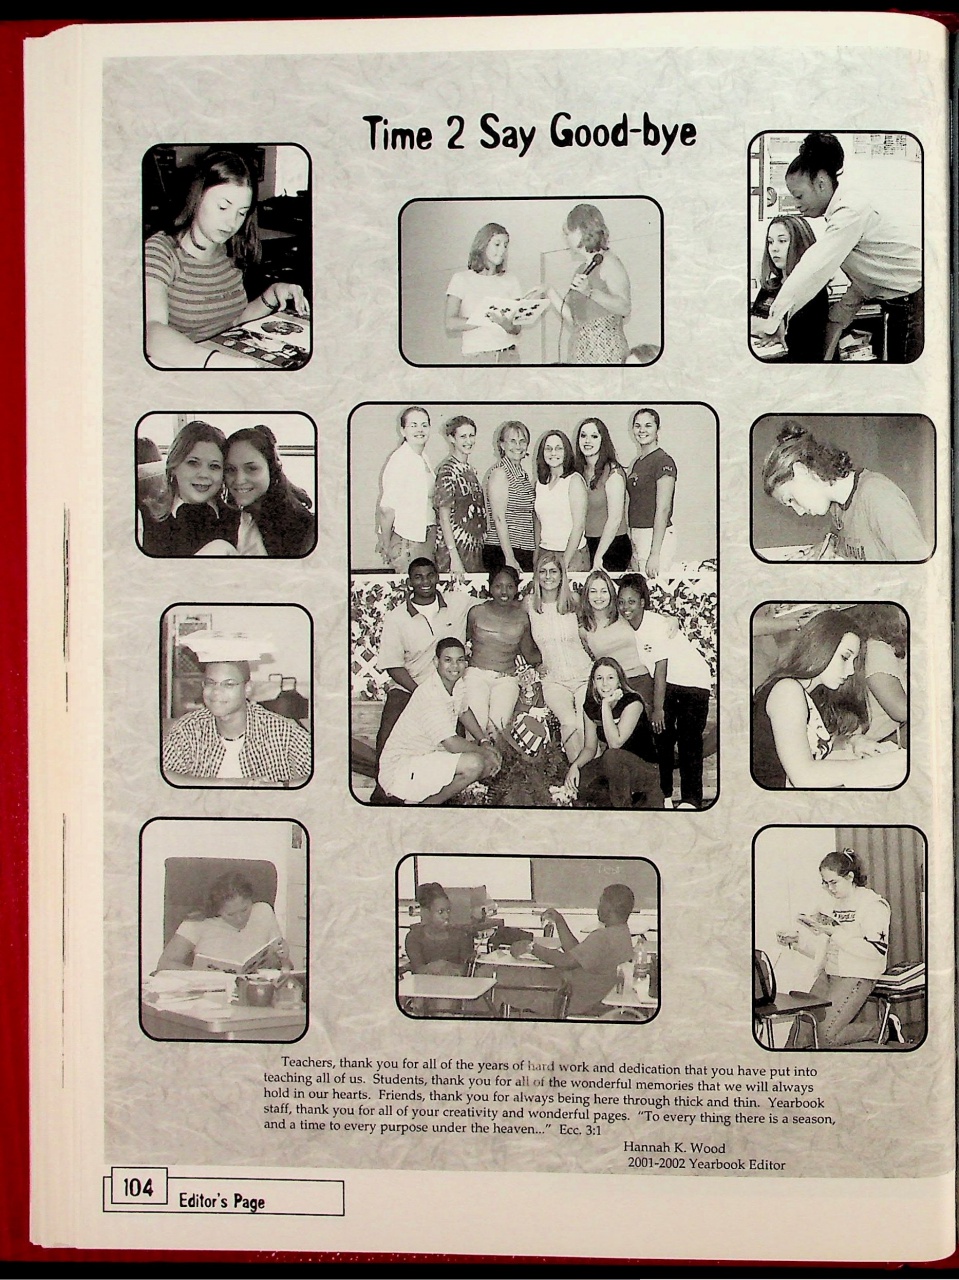 Time 2 Say Good-bye
Teachers, thank you for all of the years of hard work and dedication that you have put into
teaching all of us. Students, thank you for all of the wonderful memories that we will always
hold in our hearts. Friends, thank you for always being here through thick and thin. Yearbook
staff, thank you for all of your creativity and wonderful pages. "To every thing there is a season,
and a time to every purpose under the heaven..." Ecc. 3:1
Hannah K. Wood
2001-2002 Yearbook Editor
104
Editor's Page